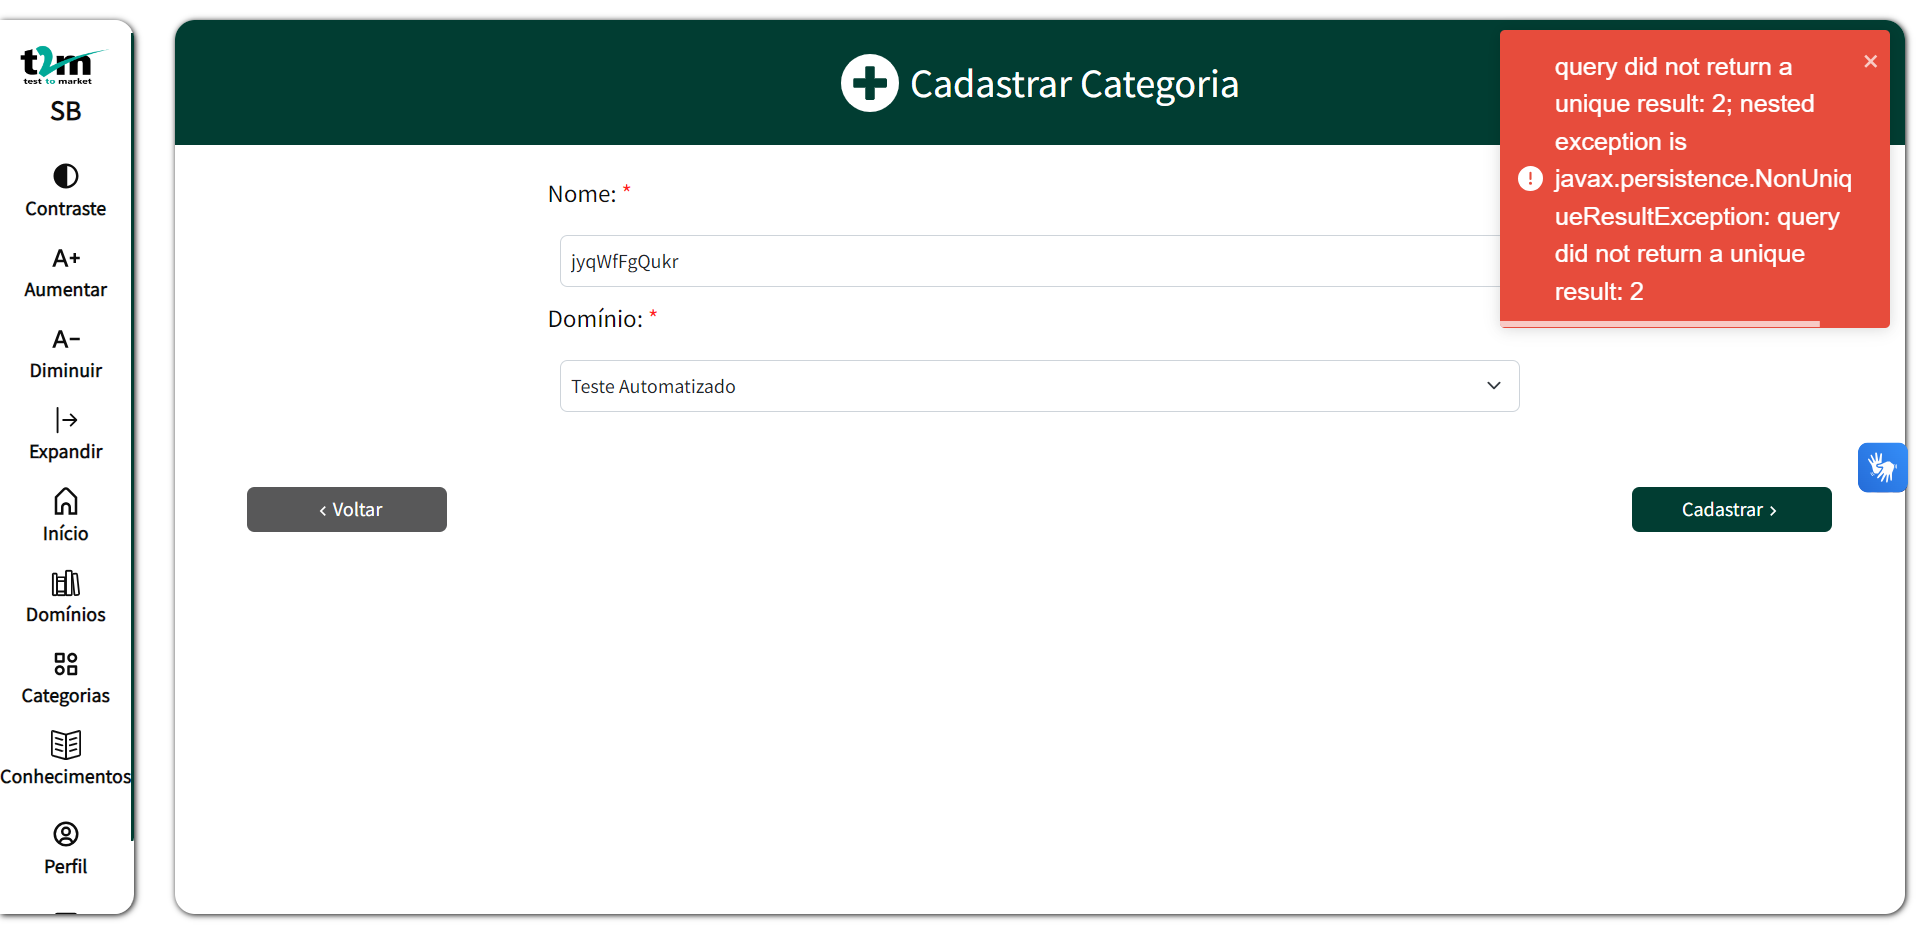 t2m
test to market
SB
Contraste
A+
Aumentar
A-
Diminuir
Expandir
Início
Domínios
Categorias
Conhecimentos
Perfil
Cadastrar Categoria
Nome: *
jyqWfFgQukr
Domínio: *
Teste Automatizado
‹ Voltar
Cadastrar ›
query did not return a
unique result: 2; nested
exception is
javax.persistence.NonUniq
ueResultException: query
did not return a unique
result: 2
×